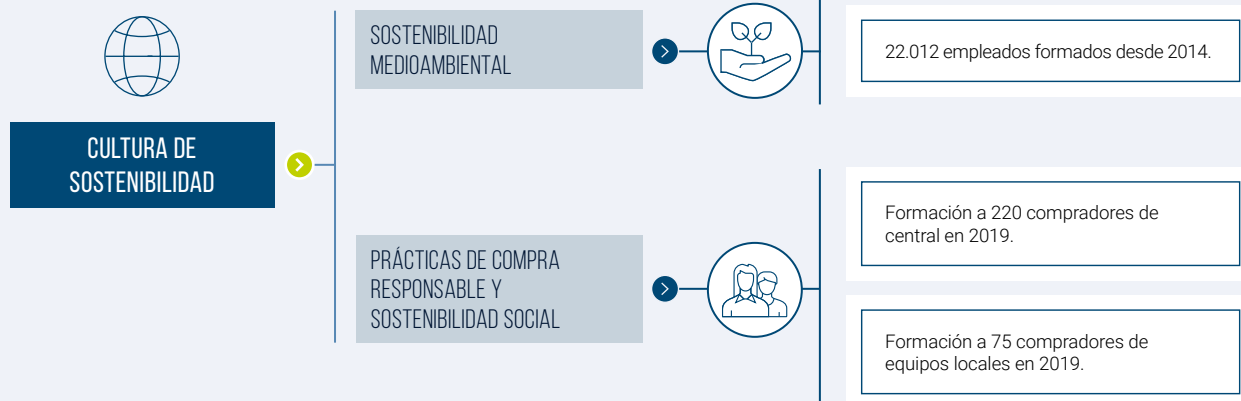 CULTURA DE
SOSTENIBILIDAD
SOSTENIBILIDAD
MEDIOAMBIENTAL
22.012 empleados formados desde 2014.
PRÁCTICAS DE COMPRA
RESPONSABLE Y
SOSTENIBILIDAD SOCIAL
Formación a 220 compradores de
central en 2019.
Formación a 75 compradores de
equipos locales en 2019.